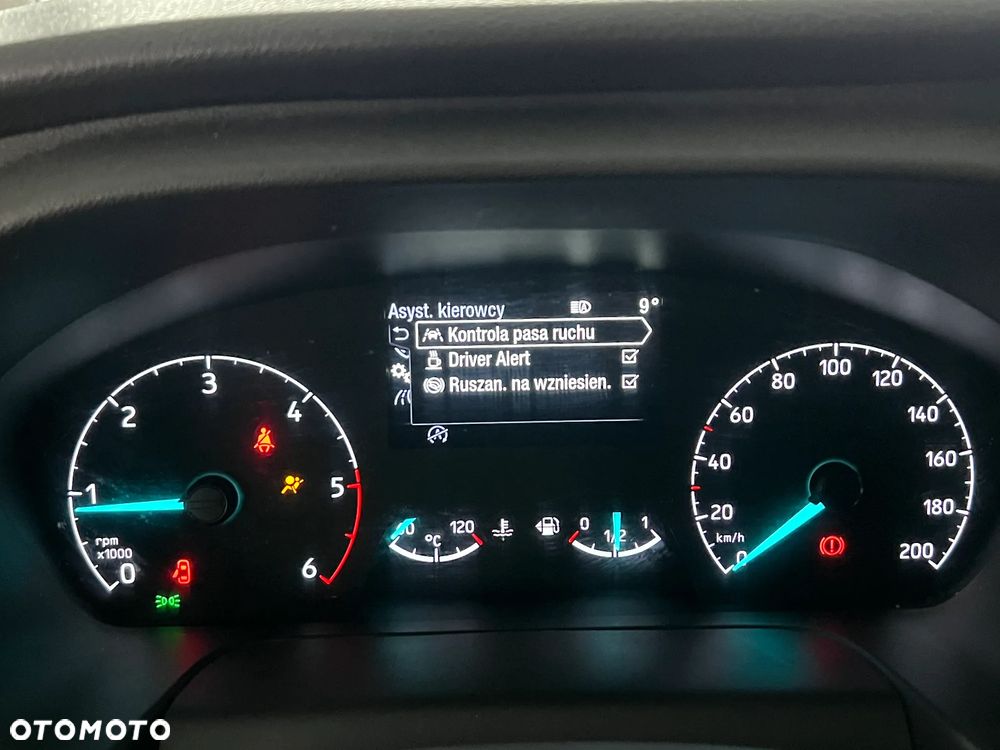 Asyst. kierowcy 9°
Kontrola pasa ruchu
Driver Alert
Ruszan. na wzniesien.
0 1 2 3 4 5 6
rpm
x1000
60 120
°C
0 1/2 1
0 20 40 60 80 100 120 140 160 180 200
km/h
OTOMOTO